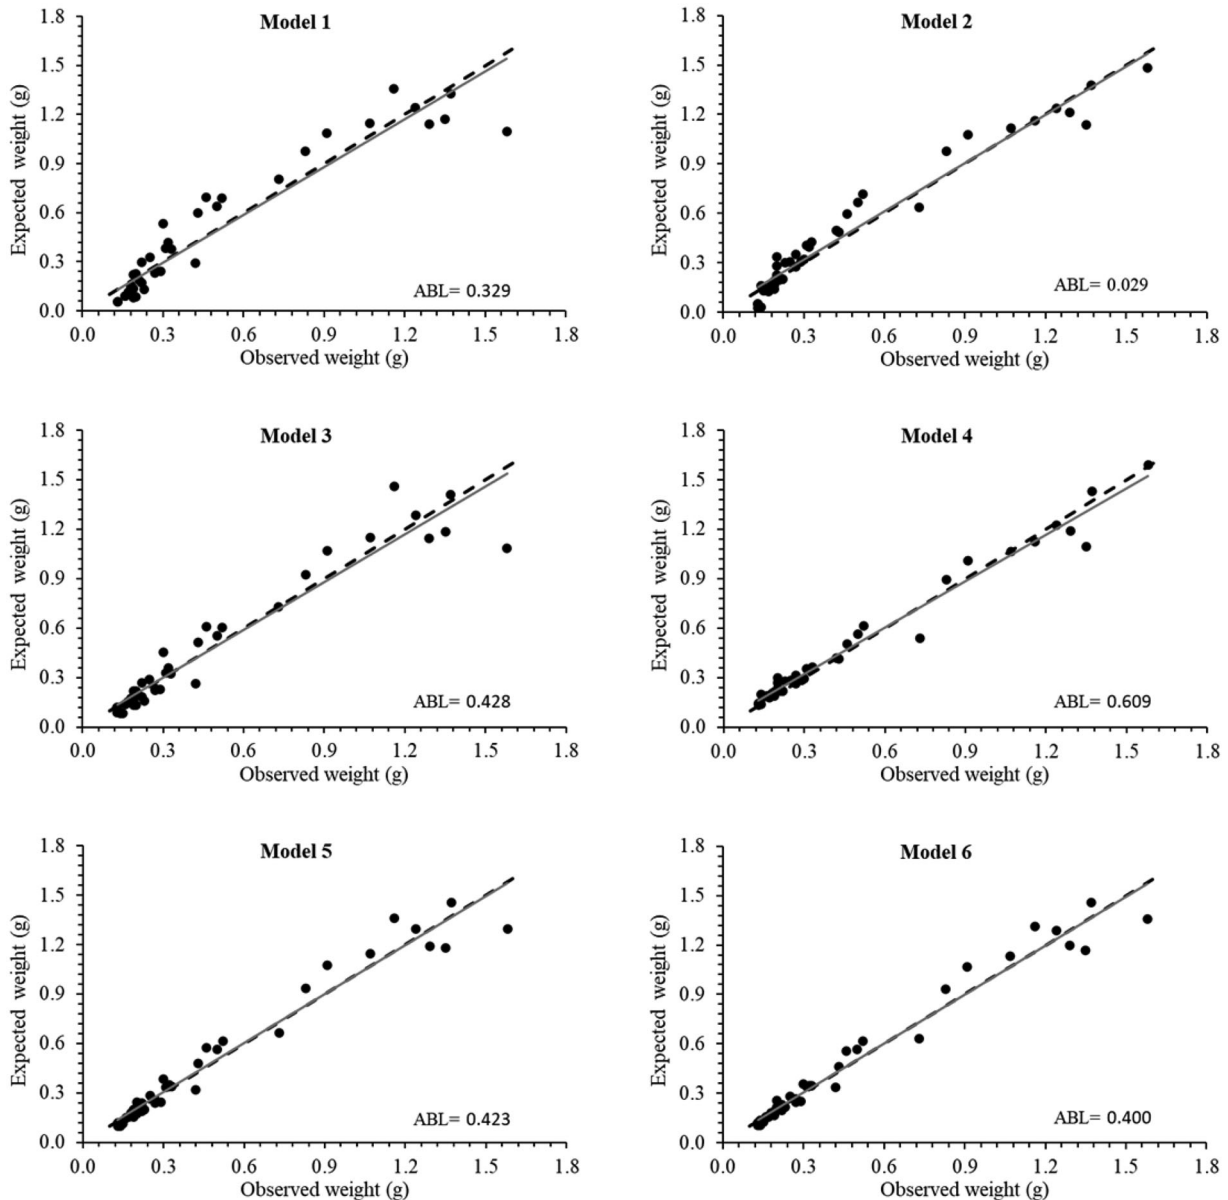 Model 1
1.8
1.5
1.2
0.9
0.6
0.3
0.0
Expected weight (g)
ABL= 0.329
0.0 0.3 0.6 0.9 1.2 1.5 1.8
Observed weight (g)
Model 2
1.8
1.5
1.2
0.9
0.6
0.3
0.0
Expected weight (g)
ABL= 0.029
0.0 0.3 0.6 0.9 1.2 1.5 1.8
Observed weight (g)
Model 3
1.8
1.5
1.2
0.9
0.6
0.3
0.0
Expected weight (g)
ABL= 0.428
0.0 0.3 0.6 0.9 1.2 1.5 1.8
Observed weight (g)
Model 4
1.8
1.5
1.2
0.9
0.6
0.3
0.0
Expected weight (g)
ABL= 0.609
0.0 0.3 0.6 0.9 1.2 1.5 1.8
Observed weight (g)
Model 5
1.8
1.5
1.2
0.9
0.6
0.3
0.0
Expected weight (g)
ABL= 0.423
0.0 0.3 0.6 0.9 1.2 1.5 1.8
Observed weight (g)
Model 6
1.8
1.5
1.2
0.9
0.6
0.3
0.0
Expected weight (g)
ABL= 0.400
0.0 0.3 0.6 0.9 1.2 1.5 1.8
Observed weight (g)